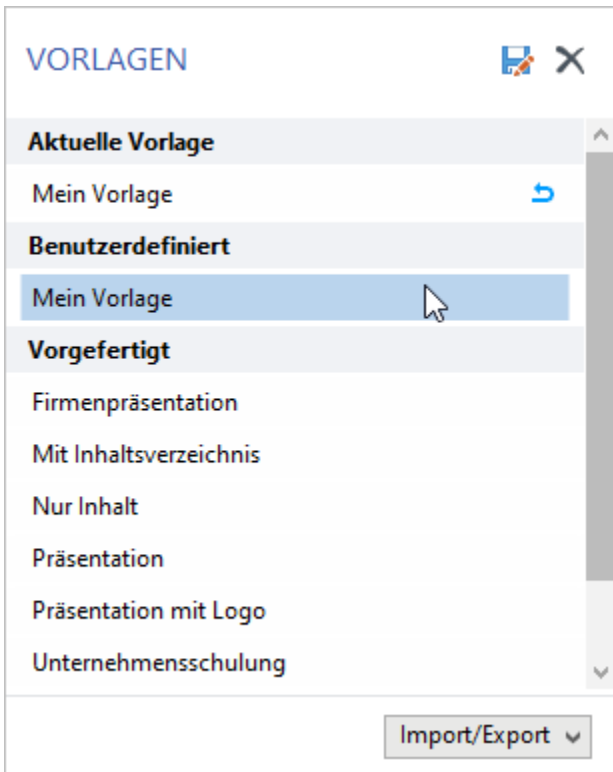 VORLAGEN
Aktuelle Vorlage
Mein Vorlage
Benutzerdefiniert
Mein Vorlage
Vorgefertigt
Firmenpräsentation
Mit Inhaltsverzeichnis
Nur Inhalt
Präsentation
Präsentation mit Logo
Unternehmensschulung
Import/Export